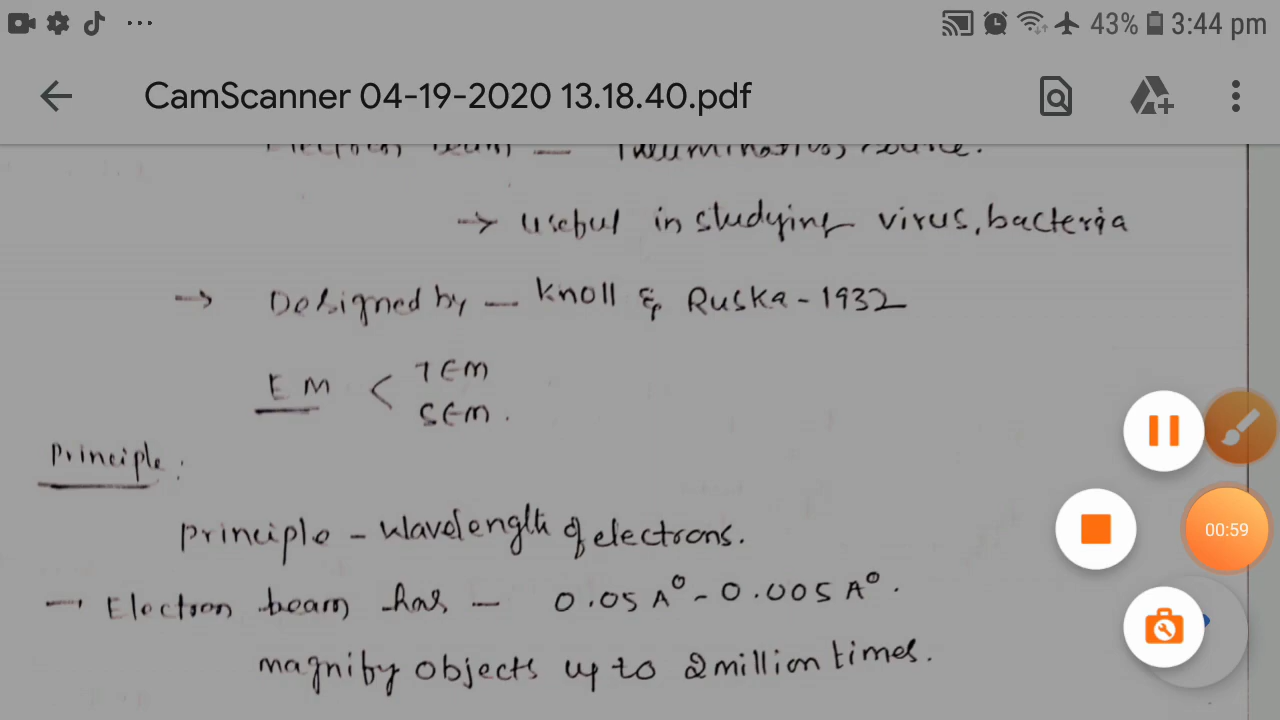 ... 43% 3:44 pm
CamScanner 04-19-2020 13.18.40.pdf
→ useful in studying virus, bacteria
→ Designed by — Knoll & Ruska - 1932
EM < TEM
SEM.
Principle:
principle - wavelength of electrons.
— Electron beam has — 0.05 A° - 0.005 A°.
magnify objects up to 2 million times.
00:59